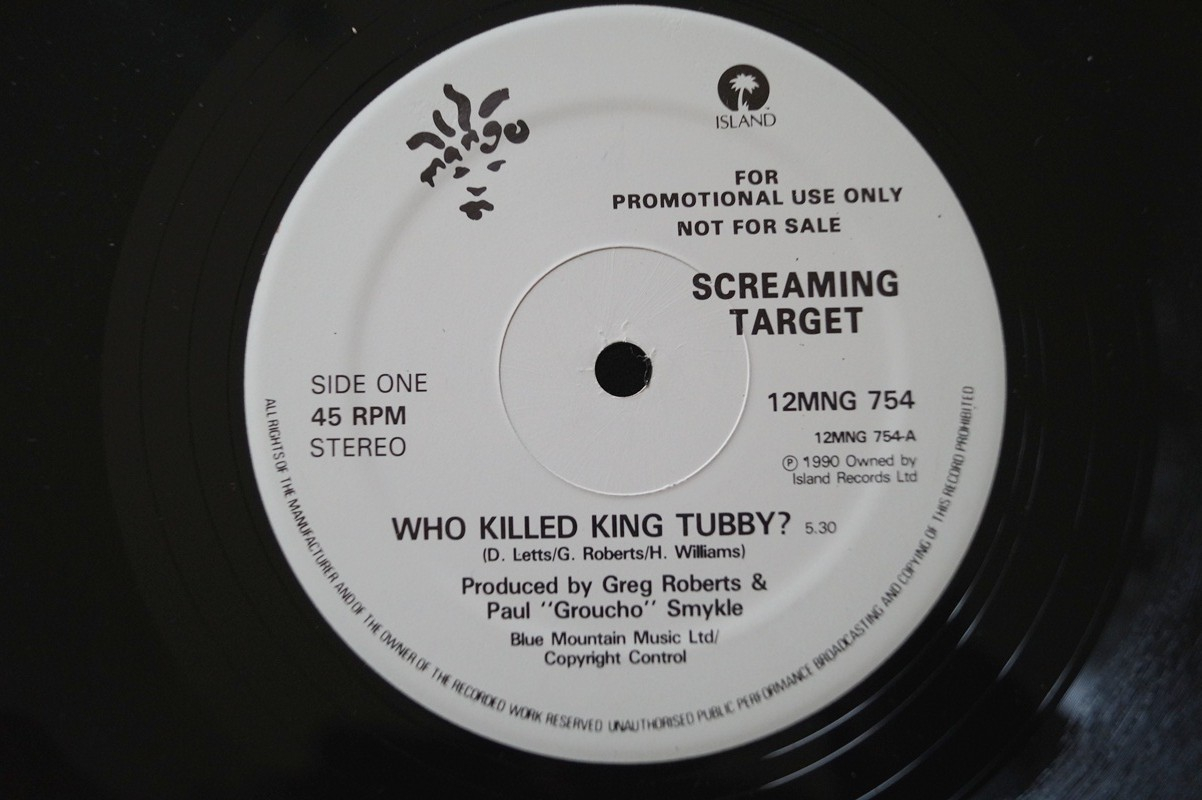 mango
ISLAND
FOR
PROMOTIONAL USE ONLY
NOT FOR SALE
SCREAMING
TARGET
SIDE ONE
45 RPM
STEREO
12MNG 754
12MNG 754-A
Ⓟ 1990 Owned by
Island Records Ltd
WHO KILLED KING TUBBY? 5.30
(D. Letts/G. Roberts/H. Williams)
Produced by Greg Roberts &
Paul "Groucho" Smykle
Blue Mountain Music Ltd/
Copyright Control
ALL RIGHTS OF THE MANUFACTURER AND OF THE OWNER OF THE RECORDED WORK RESERVED UNAUTHORISED PUBLIC PERFORMANCE BROADCASTING AND COPYING OF THIS RECORD PROHIBITED